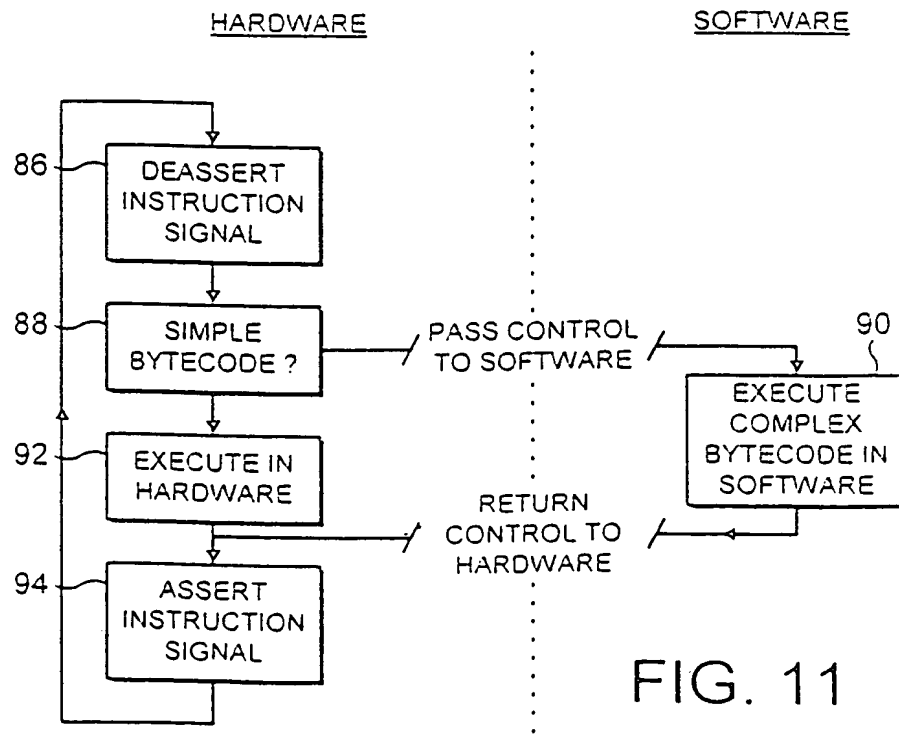 HARDWARE
SOFTWARE
86
DEASSERT
INSTRUCTION
SIGNAL
88
SIMPLE
BYTECODE ?
PASS CONTROL
TO SOFTWARE
90
EXECUTE
COMPLEX
BYTECODE IN
SOFTWARE
92
EXECUTE IN
HARDWARE
RETURN
CONTROL TO
HARDWARE
94
ASSERT
INSTRUCTION
SIGNAL
FIG. 11